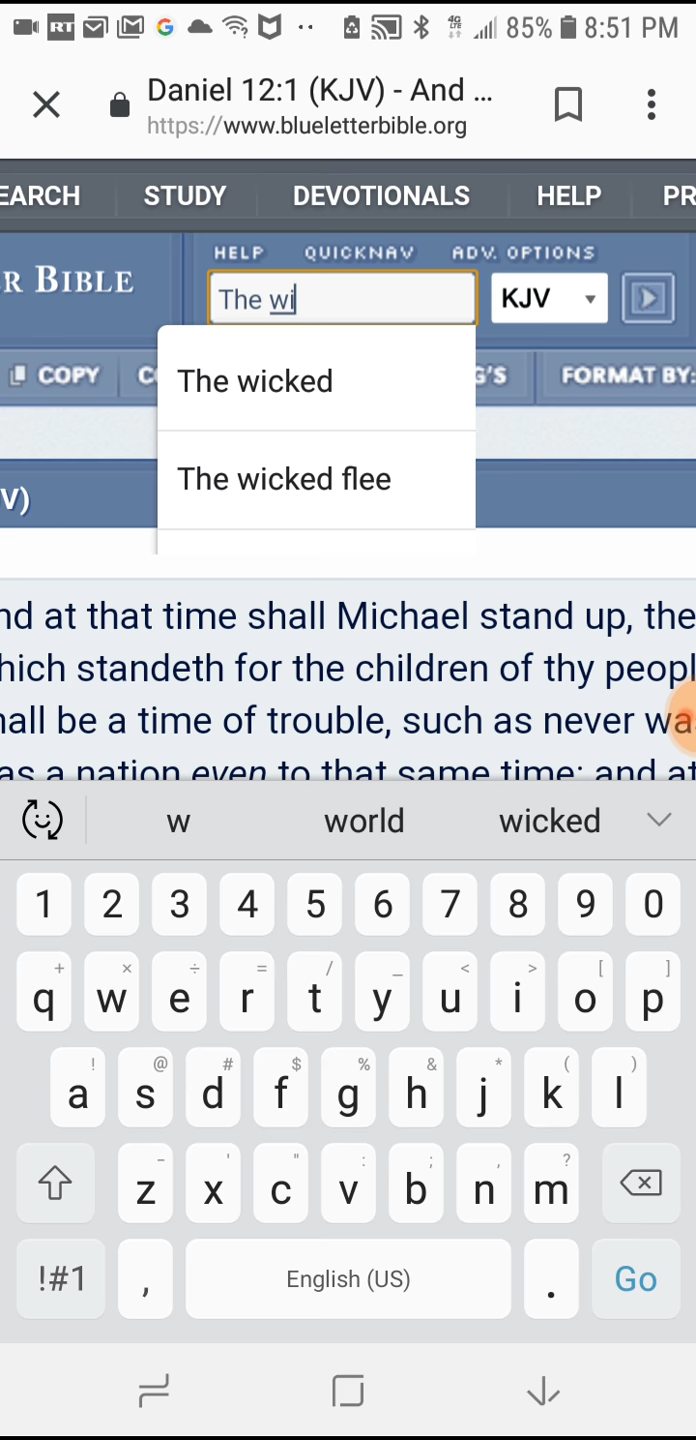 RT G 4G 85% 8:51 PM
Daniel 12:1 (KJV) - And ...
https://www.blueletterbible.org
EARCH STUDY DEVOTIONALS HELP PR
HELP QUICKNAV ADV. OPTIONS
R BIBLE The wi KJV
COPY C G'S FORMAT BY:
The wicked
V) The wicked flee
nd at that time shall Michael stand up, the
hich standeth for the children of thy peopl
all be a time of trouble, such as never wa
as a nation even to that same time: and at
w world wicked
1 2 3 4 5 6 7 8 9 0
+ × ÷ = / _ < > [ ]
q w e r t y u i o p
! @ # $ % & * ( )
a s d f g h j k l
- ' " : ; , ?
z x c v b n m
!#1 , English (US) . Go